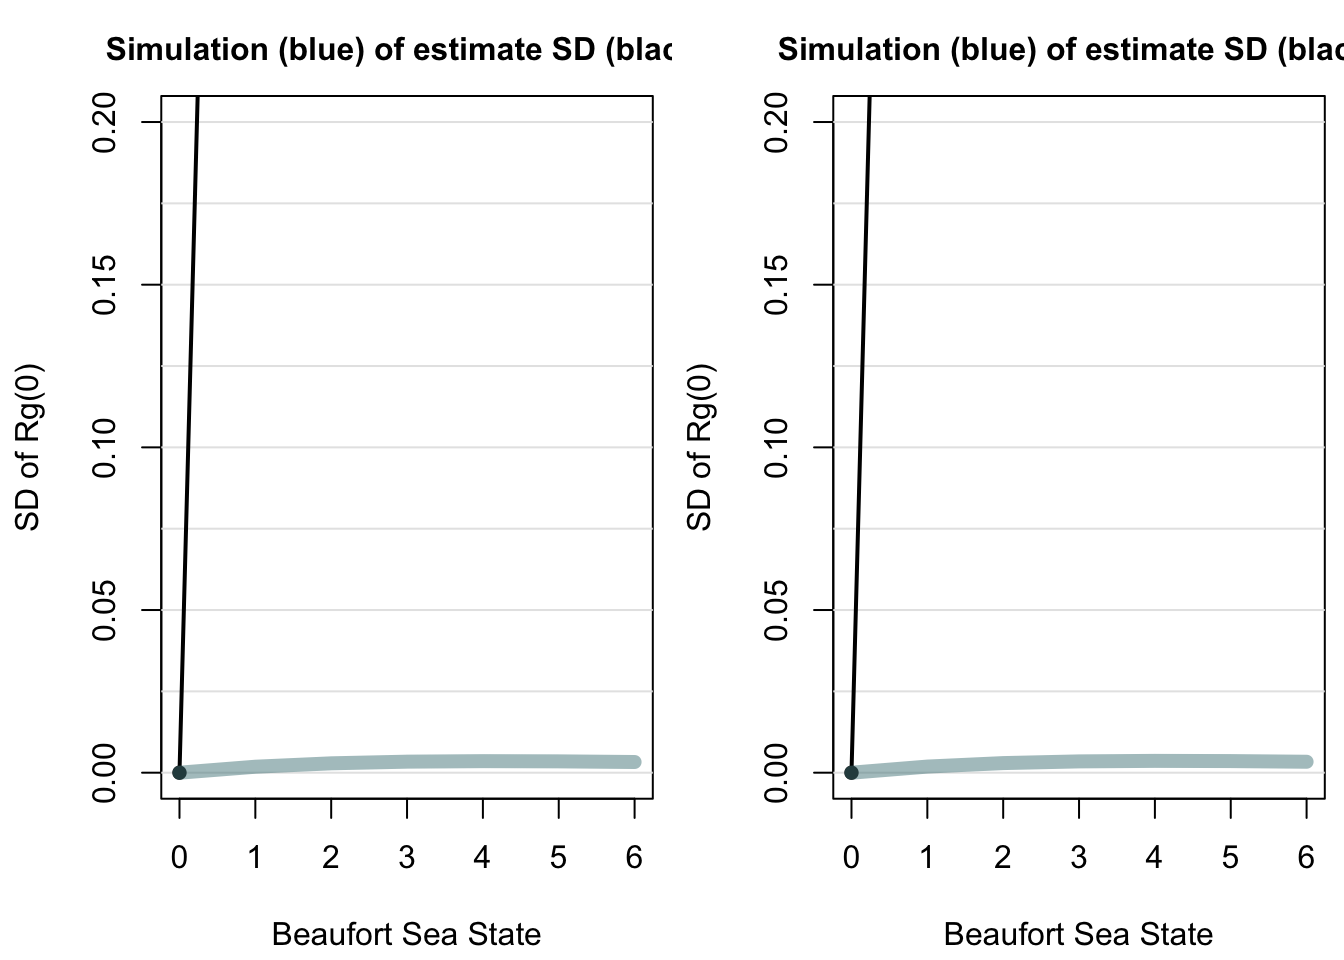 Simulation (blue) of estimate SD (blac
SD of Rg(0)
0.20
0.15
0.10
0.05
0.00
0 1 2 3 4 5 6
Beaufort Sea State
Simulation (blue) of estimate SD (blac
SD of Rg(0)
0.20
0.15
0.10
0.05
0.00
0 1 2 3 4 5 6
Beaufort Sea State